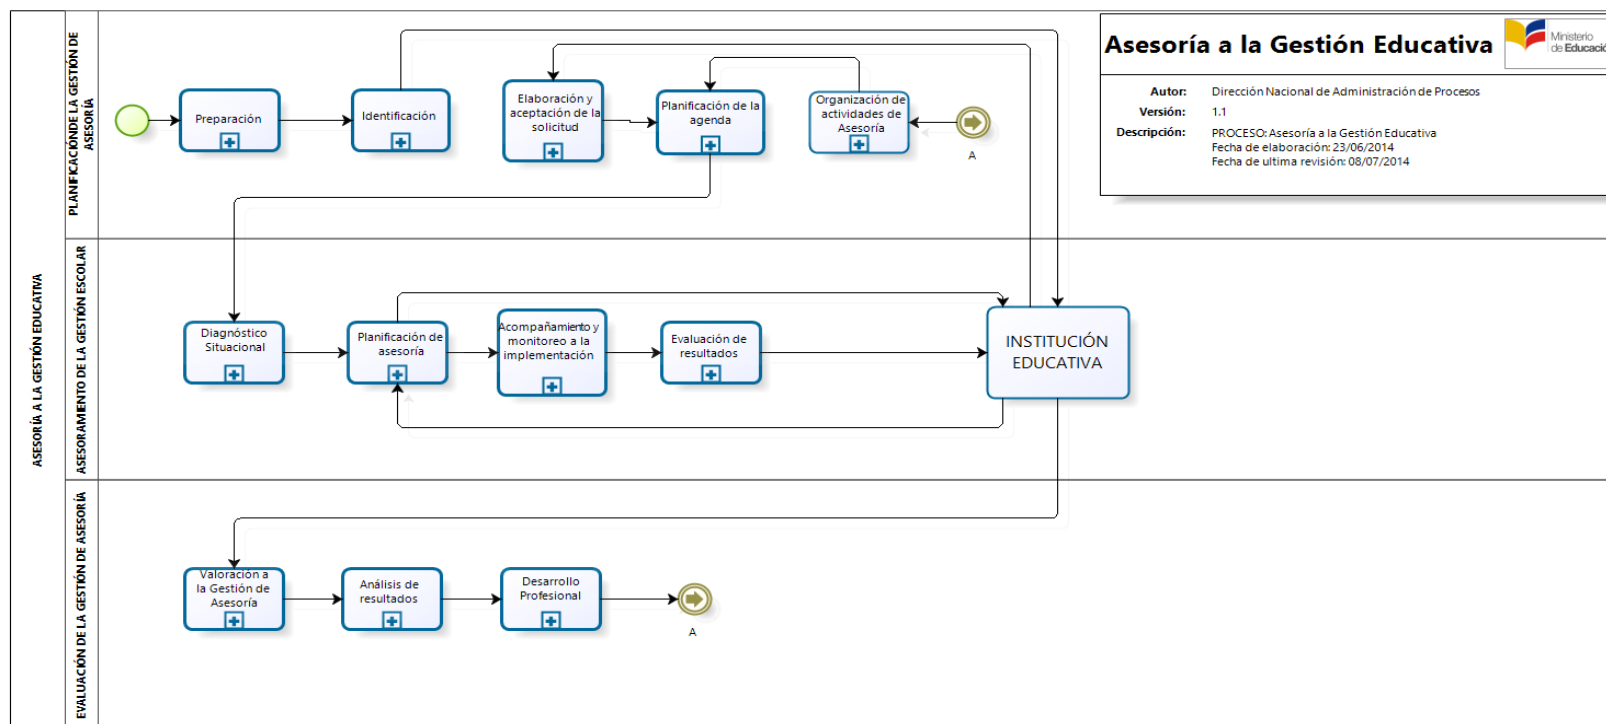 ASESORÍA A LA GESTIÓN EDUCATIVA
PLANIFICACIÓNDE LA GESTIÓN DE
ASESORÍA
Preparación
Identificación
Elaboración y
aceptación de la
solicitud
Planificación de la
agenda
Organización de
actividades de
Asesoría
A
Asesoría a la Gestión Educativa
Ministerio
de Educació
Autor: Dirección Nacional de Administración de Procesos
Versión: 1.1
Descripción: PROCESO: Asesoría a la Gestión Educativa
Fecha de elaboración: 23/06/2014
Fecha de ultima revisión: 08/07/2014
ASESORAMIENTO DE LA GESTIÓN ESCOLAR
Diagnóstico
Situacional
Planificación de
asesoría
Acompañamiento y
monitoreo a la
implementación
Evaluación de
resultados
INSTITUCIÓN
EDUCATIVA
EVALUACIÓN DE LA GESTIÓN DE ASESORÍA
Valoración a
la Gestión de
Asesoría
Análisis de
resultados
Desarrollo
Profesional
A